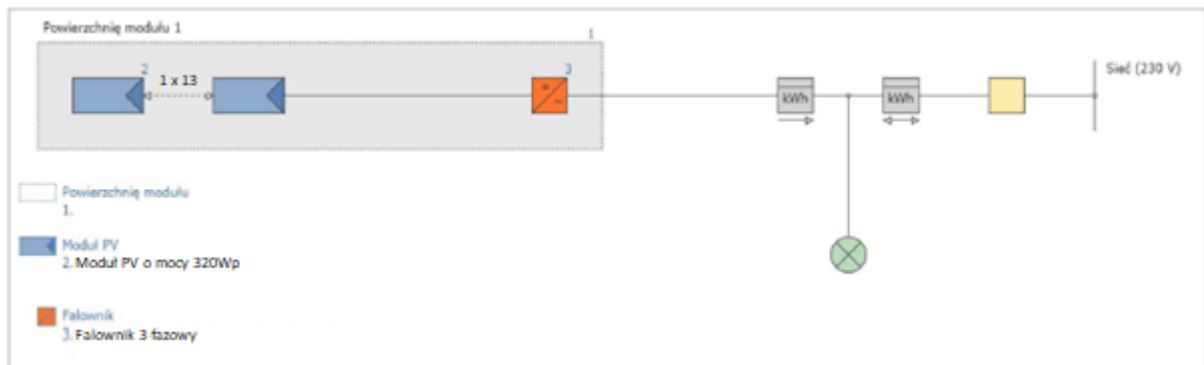 Powierzchnię modułu 1
1
2
1 x 13
3
Sieć (230 V)
kWh
kWh
=
~
Powierzchnię modułu
1.
Moduł PV
2. Moduł PV o mocy 320Wp
Falownik
3. Falownik 3 fazowy